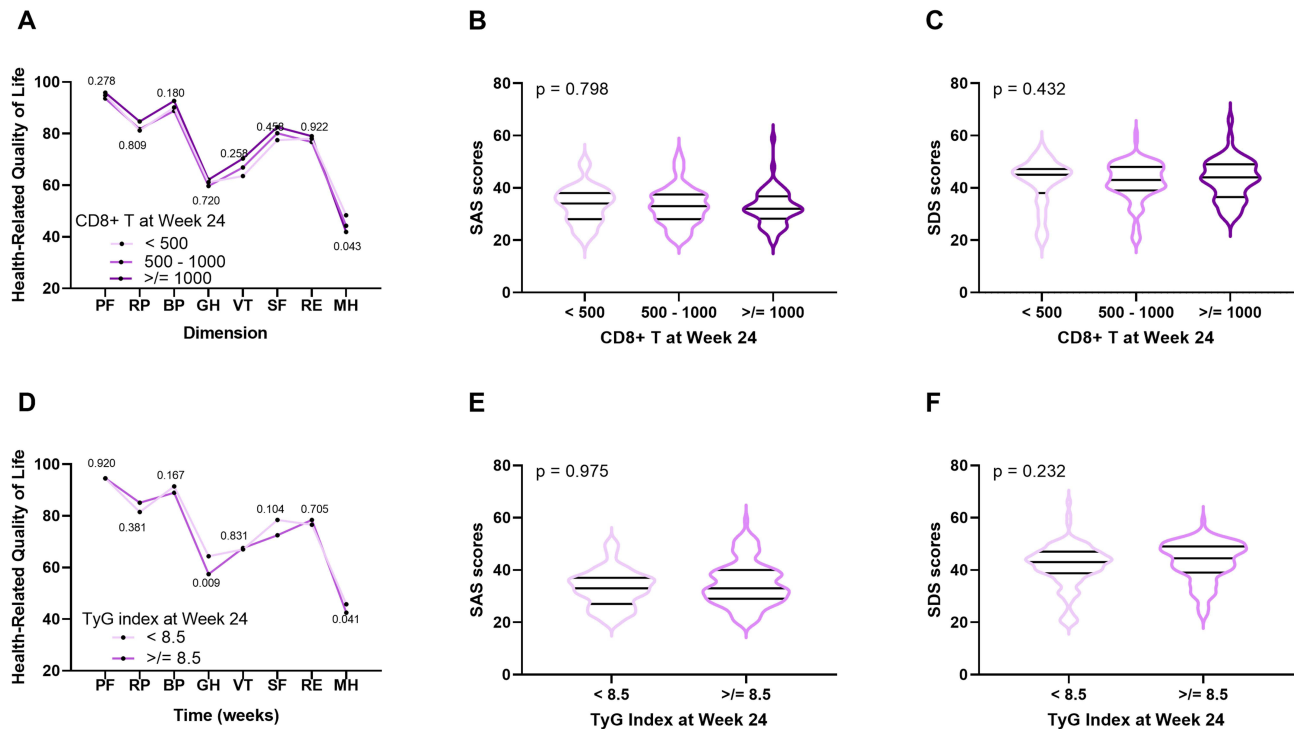 A
Health-Related Quality of Life
100
80
60
40
20
0.278
0.809
0.180
0.720
0.258
0.458
0.922
0.043
CD8+ T at Week 24
< 500
500 - 1000
>/= 1000
PF RP BP GH VT SF RE MH
Dimension
B
SAS scores
80
60
40
20
0
p = 0.798
< 500 500 - 1000 >/= 1000
CD8+ T at Week 24
C
SDS scores
80
60
40
20
0
p = 0.432
< 500 500 - 1000 >/= 1000
CD8+ T at Week 24
D
Health-Related Quality of Life
100
80
60
40
20
0.920
0.381
0.167
0.009
0.831
0.104
0.705
0.041
TyG index at Week 24
< 8.5
>/= 8.5
PF RP BP GH VT SF RE MH
Time (weeks)
E
SAS scores
80
60
40
20
0
p = 0.975
< 8.5 >/= 8.5
TyG Index at Week 24
F
SDS scores
80
60
40
20
0
p = 0.232
< 8.5 >/= 8.5
TyG Index at Week 24